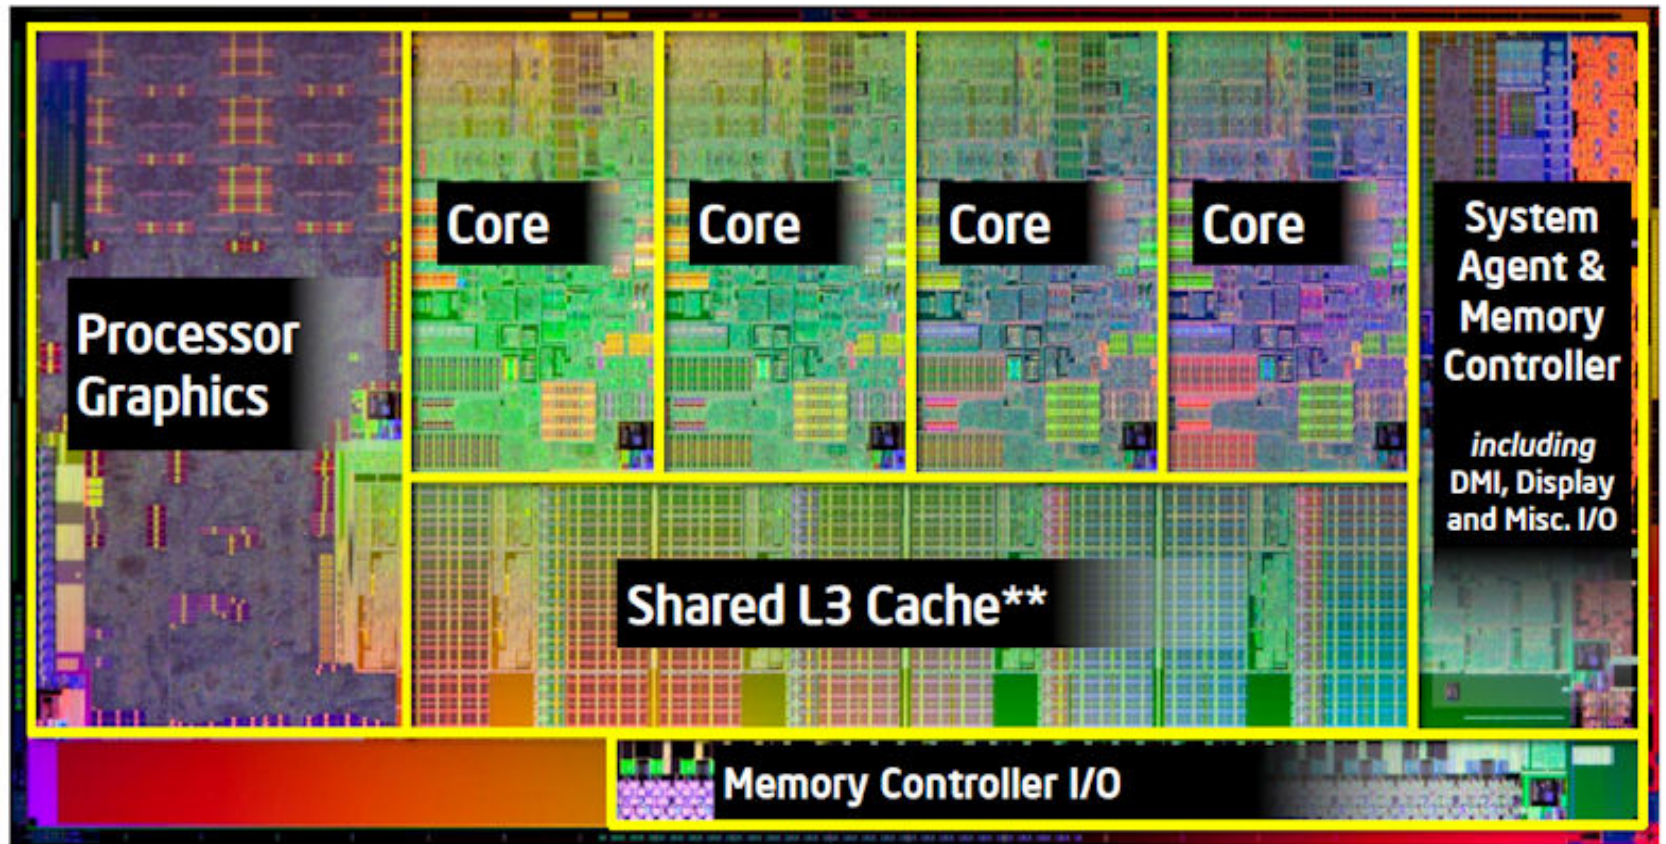 Processor
Graphics
Core
Core
Core
Core
System
Agent &
Memory
Controller
including
DMI, Display
and Misc. I/O
Shared L3 Cache**
Memory Controller I/O